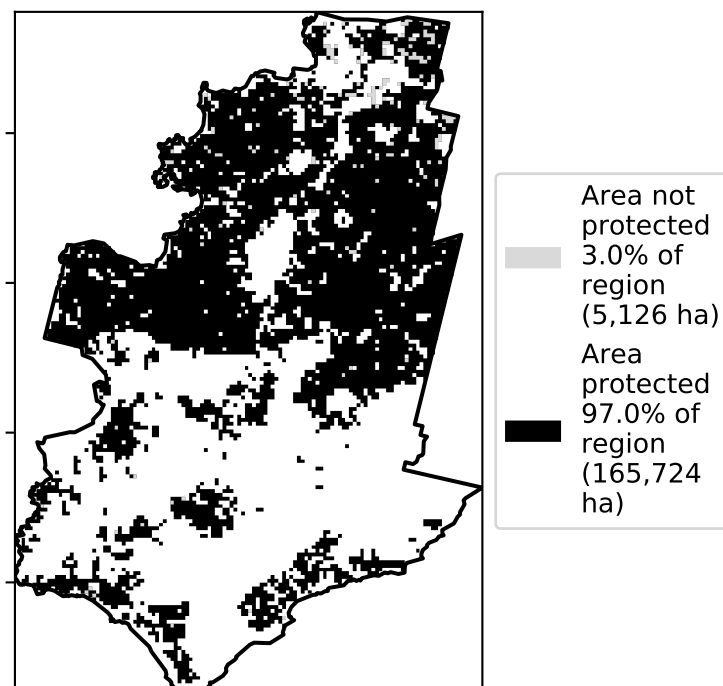 Area not
protected
3.0% of
region
(5,126 ha)
Area
protected
97.0% of
region
(165,724
ha)